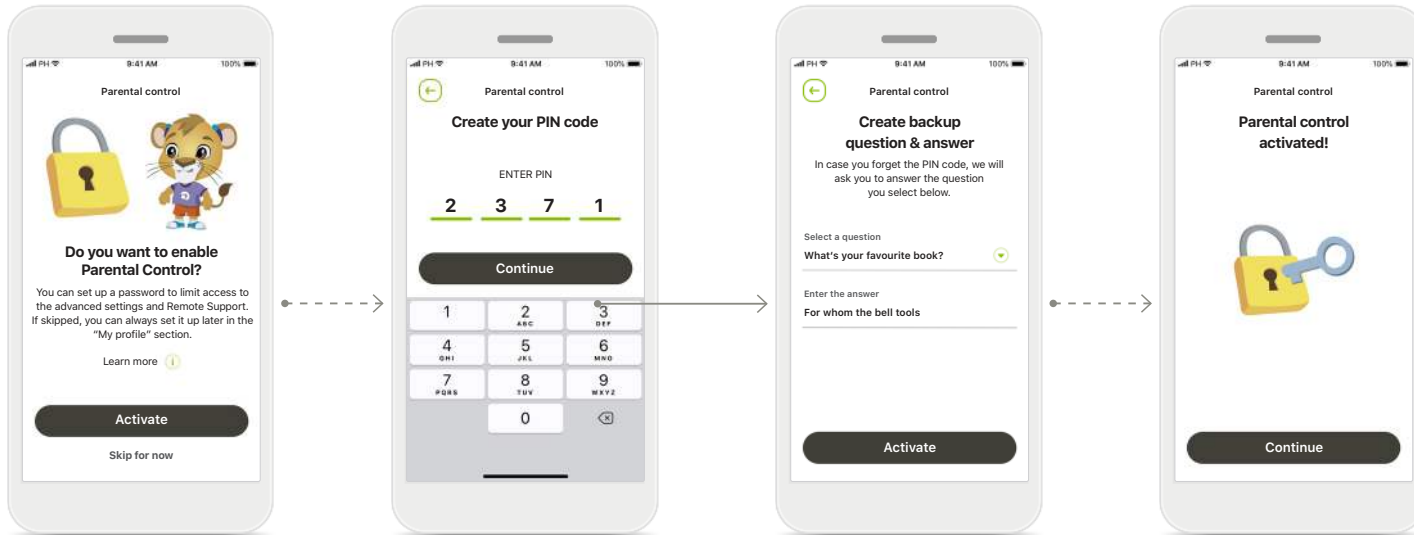 PH 9:41 AM 100%
Parental control
Do you want to enable
Parental Control?
You can set up a password to limit access to
the advanced settings and Remote Support.
If skipped, you can always set it up later in the
“My profile” section.
Learn more i
Activate
Skip for now
PH 9:41 AM 100%
Parental control
Create your PIN code
ENTER PIN
2 3 7 1
Continue
1 2 3
ABC DEF
4 5 6
GHI JKL MNO
7 8 9
PQRS TUV WXYZ
0
PH 9:41 AM 100%
Parental control
Create backup
question & answer
In case you forget the PIN code, we will
ask you to answer the question
you select below.
Select a question
What's your favourite book?
Enter the answer
For whom the bell tools
Activate
PH 9:41 AM 100%
Parental control
Parental control
activated!
Continue